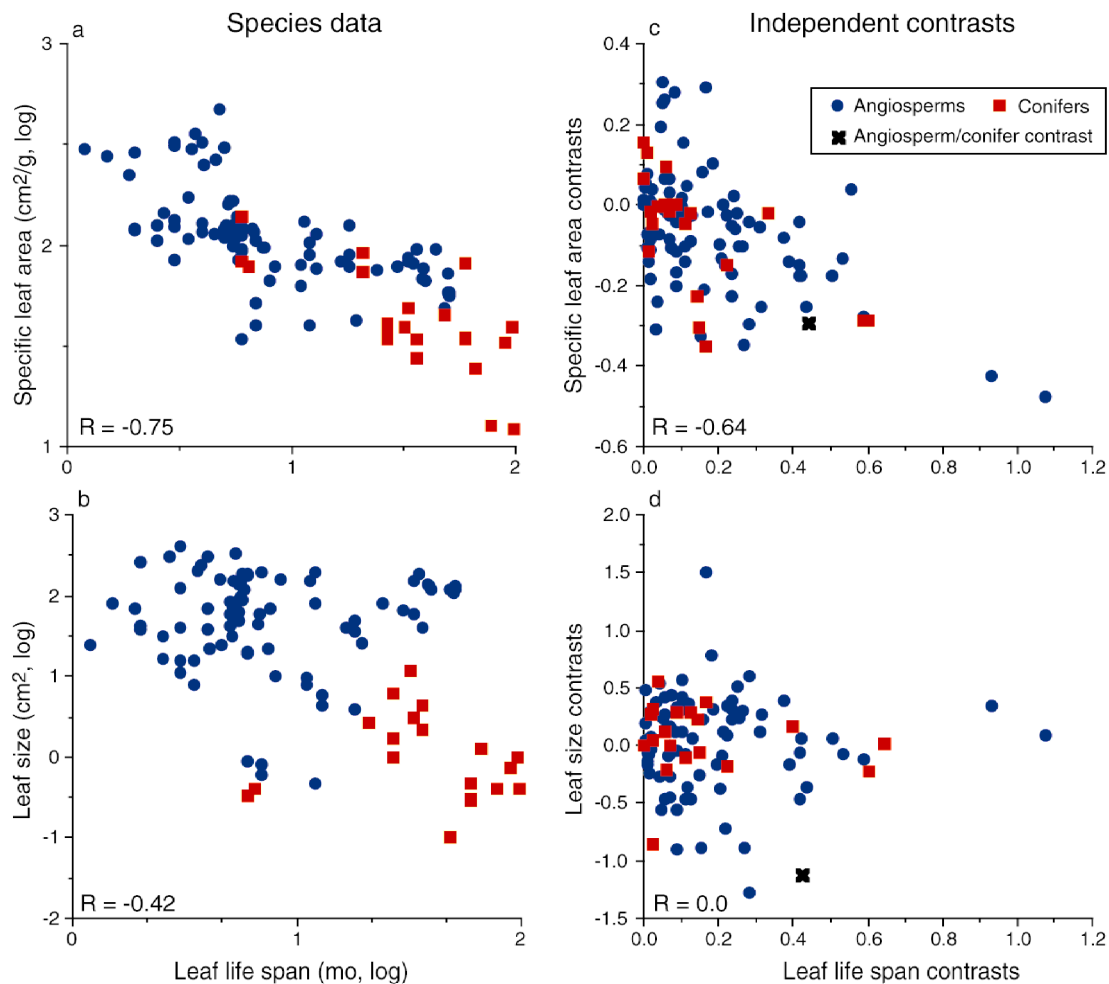 Species data
a
3
2
1
Specific leaf area (cm2/g, log)
R = -0.75
0
1
2
Independent contrasts
c
0.4
0.2
0.0
-0.2
-0.4
-0.6
Specific leaf area contrasts
Angiosperms
Conifers
Angiosperm/conifer contrast
R = -0.64
0.0
0.2
0.4
0.6
0.8
1.0
1.2
b
3
2
1
0
-1
-2
Leaf size (cm2, log)
R = -0.42
0
1
2
Leaf life span (mo, log)
d
2.0
1.5
1.0
0.5
0.0
-0.5
-1.0
-1.5
Leaf size contrasts
R = 0.0
0.0
0.2
0.4
0.6
0.8
1.0
1.2
Leaf life span contrasts